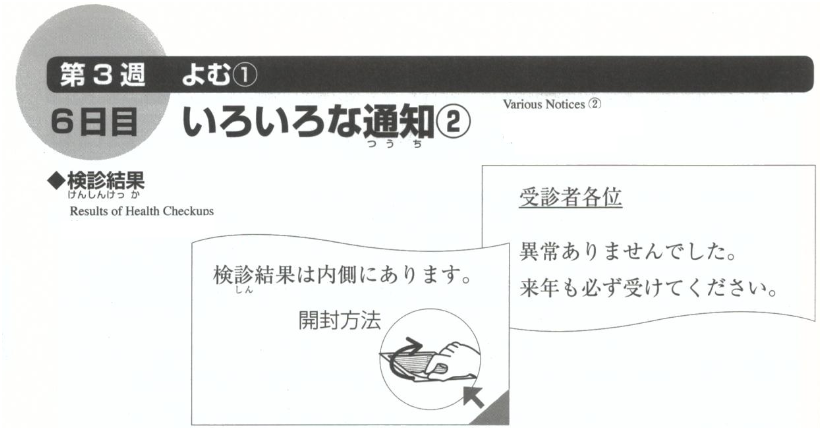 第3週 よむ①
6日目 いろいろな通知②
つうち
Various Notices ②
◆検診結果
けんしんけっか
Results of Health Checkups
検診結果は内側にあります。
しん
開封方法
受診者各位
異常ありませんでした。
来年も必ず受けてください。